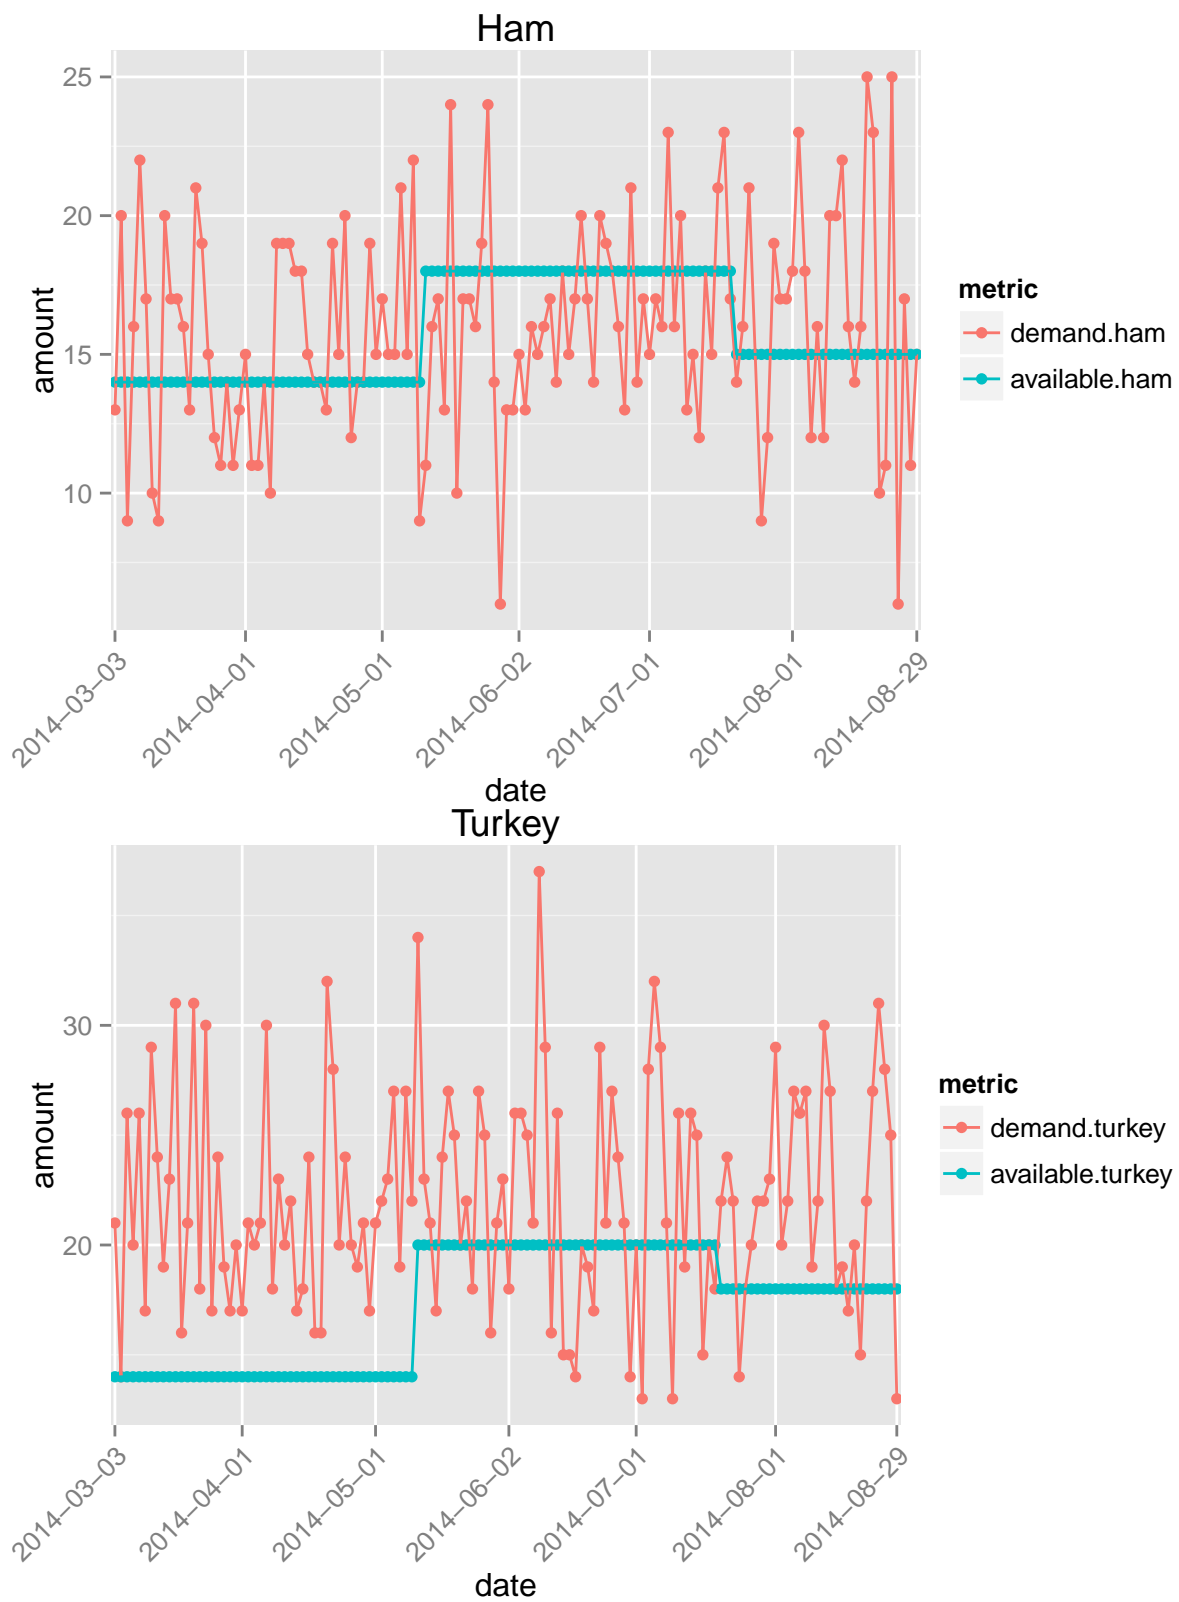 Ham
25
20
15
10
amount
2014–03–03
2014–04–01
2014–05–01
2014–06–02
2014–07–01
2014–08–01
2014–08–29
date
metric
demand.ham
available.ham
Turkey
30
20
amount
2014–03–03
2014–04–01
2014–05–01
2014–06–02
2014–07–01
2014–08–01
2014–08–29
date
metric
demand.turkey
available.turkey